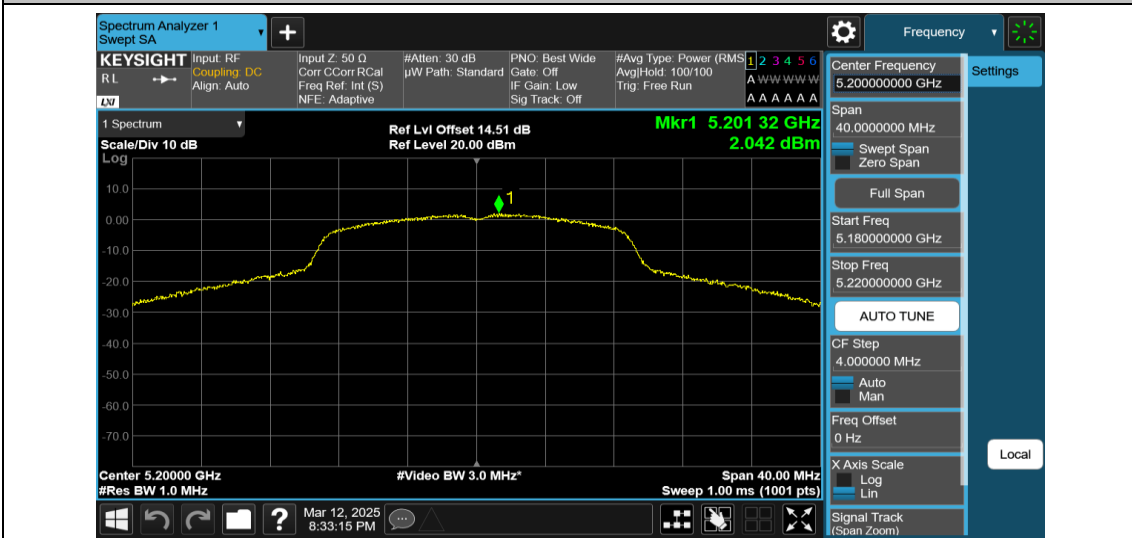 Spectrum Analyzer 1
Swept SA
Frequency
KEYSIGHT
R L
LXI
Input: RF
Coupling: DC
Align: Auto
Input Z: 50 Ω
Corr CCorr RCal
Freq Ref: Int (S)
NFE: Adaptive
#Atten: 30 dB
µW Path: Standard
PNO: Best Wide
Gate: Off
IF Gain: Low
Sig Track: Off
#Avg Type: Power (RMS
Avg|Hold: 100/100
Trig: Free Run
1 2 3 4 5 6
A W W W W W
A A A A A A
1 Spectrum
Scale/Div 10 dB
Log
Ref Lvl Offset 14.51 dB
Ref Level 20.00 dBm
Mkr1 5.201 32 GHz
2.042 dBm
1
10.0
0.00
-10.0
-20.0
-30.0
-40.0
-50.0
-60.0
-70.0
Center 5.20000 GHz
#Res BW 1.0 MHz
#Video BW 3.0 MHz*
Span 40.00 MHz
Sweep 1.00 ms (1001 pts)
Center Frequency
5.200000000 GHz
Span
40.0000000 MHz
Swept Span
Zero Span
Full Span
Start Freq
5.180000000 GHz
Stop Freq
5.220000000 GHz
AUTO TUNE
CF Step
4.000000 MHz
Auto
Man
Freq Offset
0 Hz
X Axis Scale
Log
Lin
Signal Track
(Span Zoom)
Settings
Local
?
Mar 12, 2025
8:33:15 PM